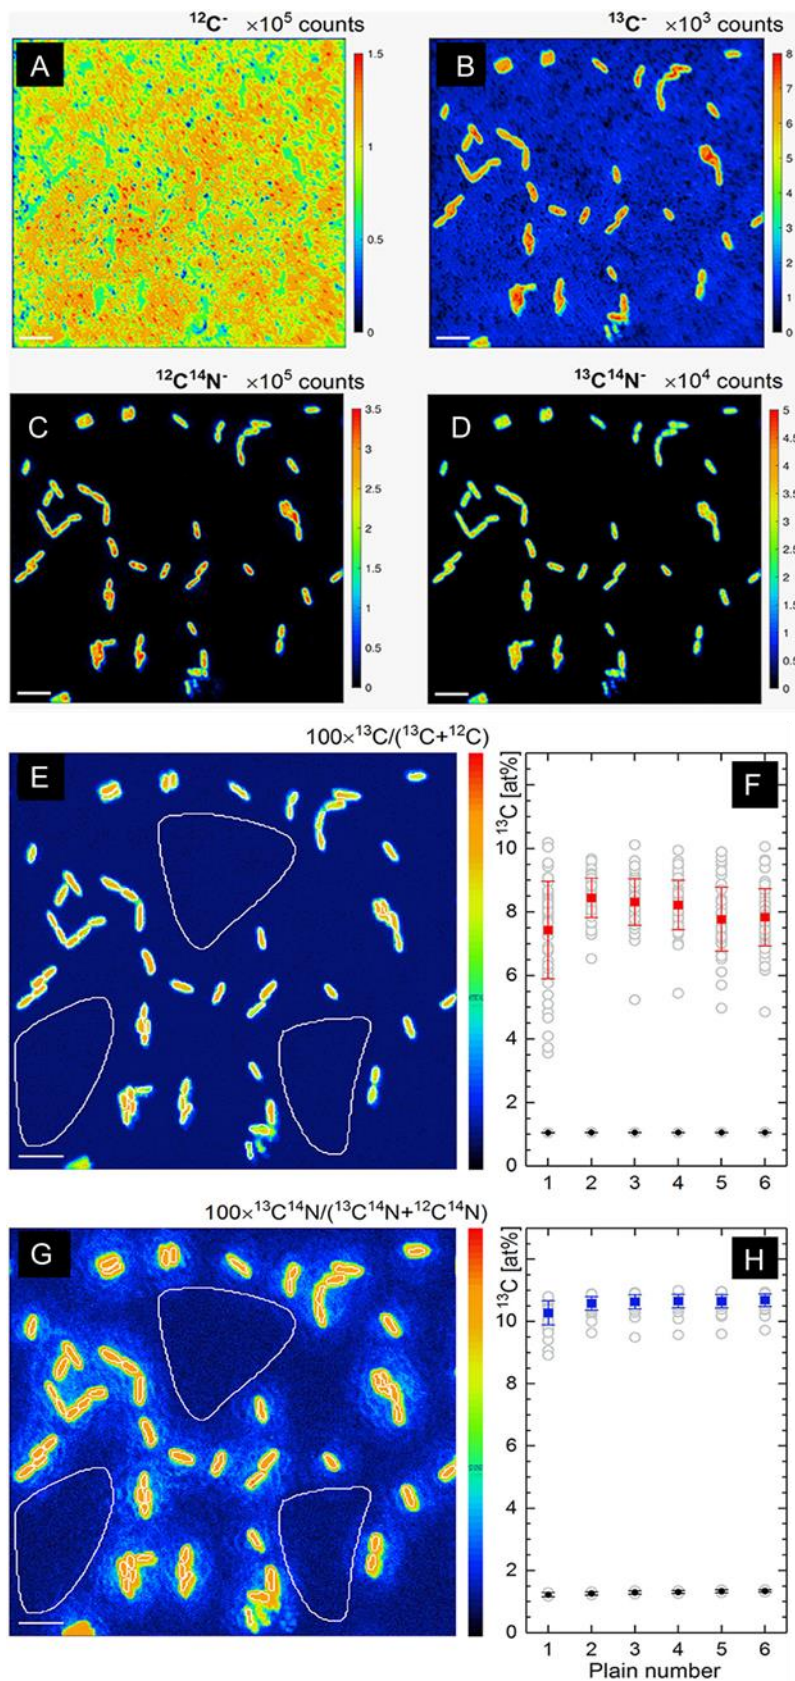 ¹²C⁻ ×10⁵ counts
¹³C⁻ ×10³ counts
A
1.5
1
0.5
0
B
8
7
6
5
4
3
2
1
0
¹²C¹⁴N⁻ ×10⁵ counts
¹³C¹⁴N⁻ ×10⁴ counts
C
3.5
3
2.5
2
1.5
1
0.5
0
D
5
4.5
4
3.5
3
2.5
2
1.5
1
0.5
0
100×¹³C/(¹³C+¹²C)
E
F
¹³C [at%]
10
8
6
4
2
0
1 2 3 4 5 6
100×¹³C¹⁴N/(¹³C¹⁴N+¹²C¹⁴N)
G
H
¹³C [at%]
10
8
6
4
2
0
1 2 3 4 5 6
Plain number